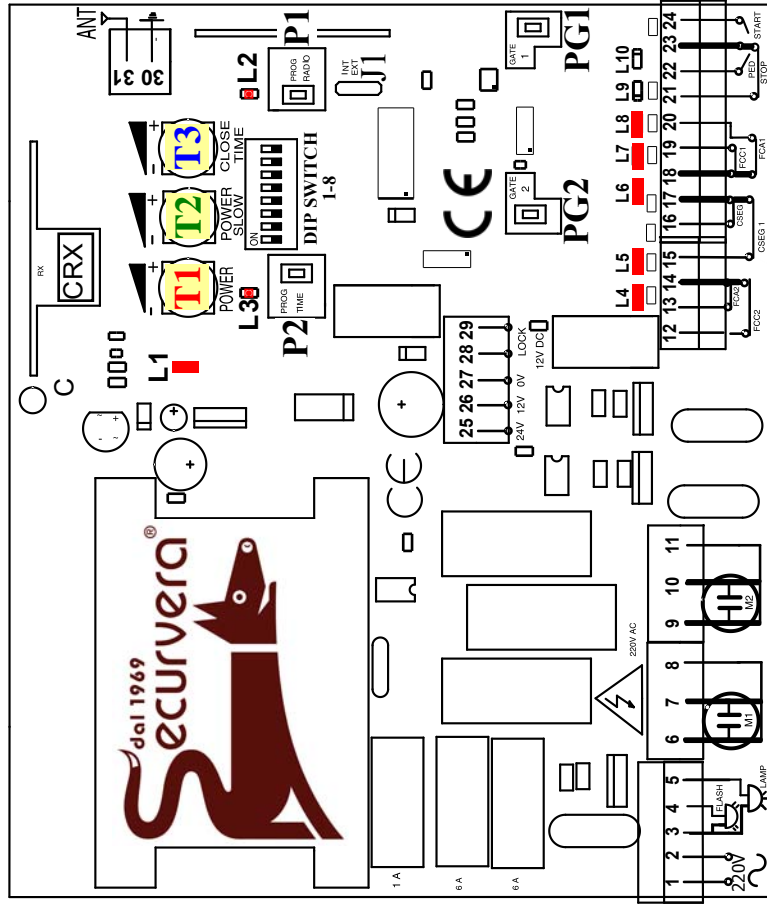 ANT
30 31
RX
CRX
C
- +
T1
POWER
- +
T2
POWER
SLOW
- +
T3
CLOSE
TIME
L1
L2
L3
PROG
RADIO
P1
INT
EXT
J1
ON
DIP SWITCH
1-8
PROG
TIME
P2
GATE
1
PG1
GATE
2
PG2
CE
CE
25 26 27 28 29
24V 12V 0V LOCK
12V DC
L4
L5
L6
L7
L8
L9
L10
12 13 14 15 16 17 18 19 20 21 22 23 24
FCC2
FCA2
CSEG 1
CSEG
FCC1
FCA1
PED
STOP
START
dal 1969
ecurvera®
1 A
6 A
6 A
220V AC
1 2 3 4 5
220V
FLASH
LAMP
6 7 8
M1
9 10 11
M2